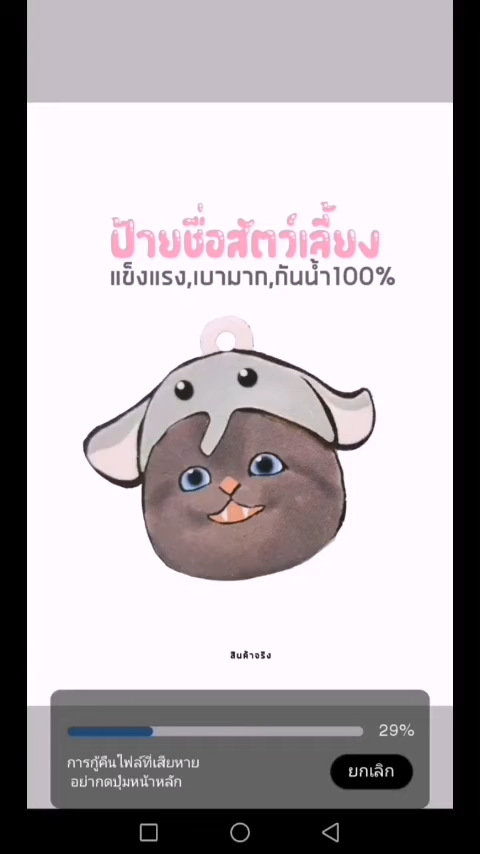 ป้ายชื่อสัตว์เลี้ยง
แข็งแรง,เบามาก,กันน้ำ100%
สินค้าจริง
29%
การกู้คืนไฟล์ที่เสียหาย
อย่ากดปุ่มหน้าหลัก
ยกเลิก